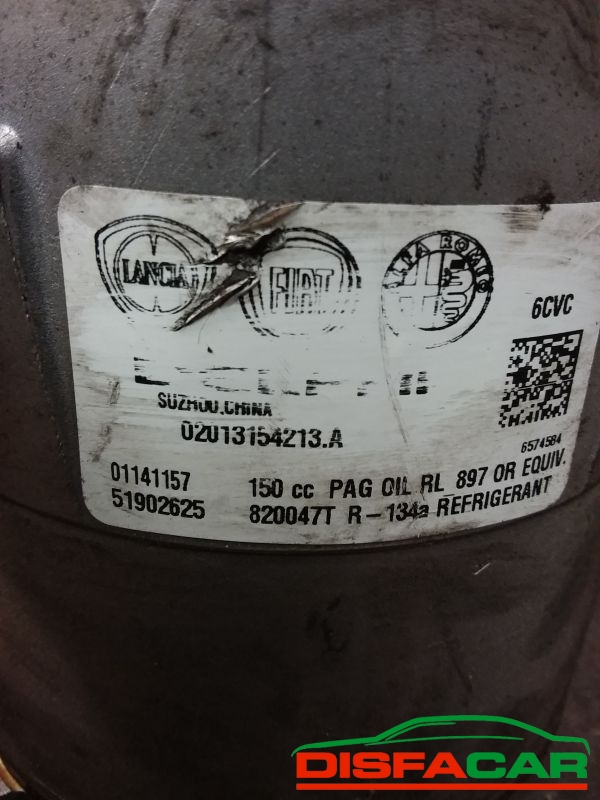 LANCIA
FIAT
ALFA ROMEO
6CVC
DELPHI
SUZHOU,CHINA
02013154213.A
6574584
01141157
150 cc PAG OIL RL 897 OR EQUIV.
51902625
820047T R-134a REFRIGERANT
DISFACAR